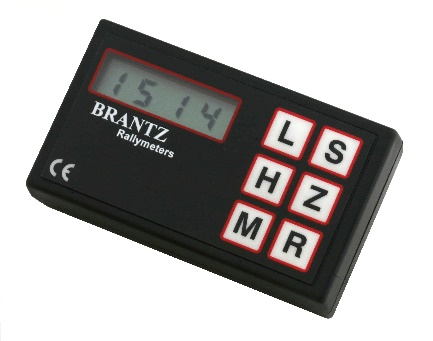 1514
BRANTZ
Rallymeters
CE
L S
H Z
M R